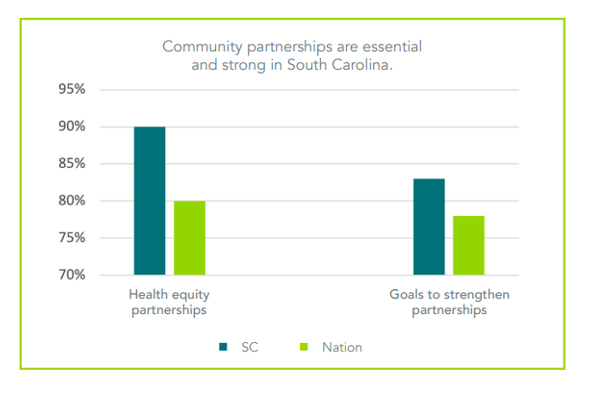 Community partnerships are essential
and strong in South Carolina.
95%
90%
85%
80%
75%
70%
Health equity
partnerships
Goals to strengthen
partnerships
SC
Nation